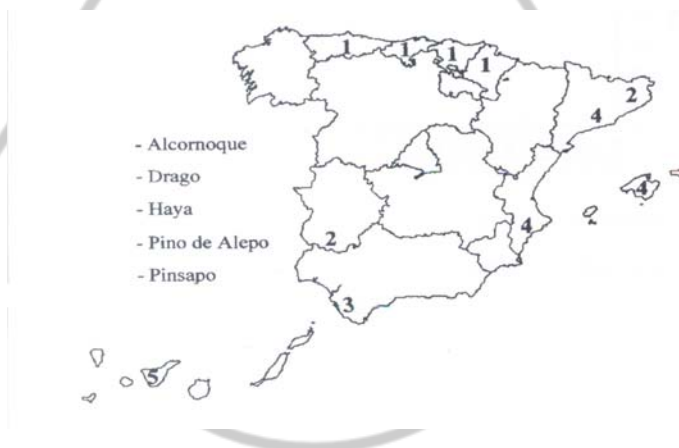 1 1 1 1
2
4
- Alcornoque
- Drago
4
- Haya
4
- Pino de Alepo
2
- Pinsapo
3
5